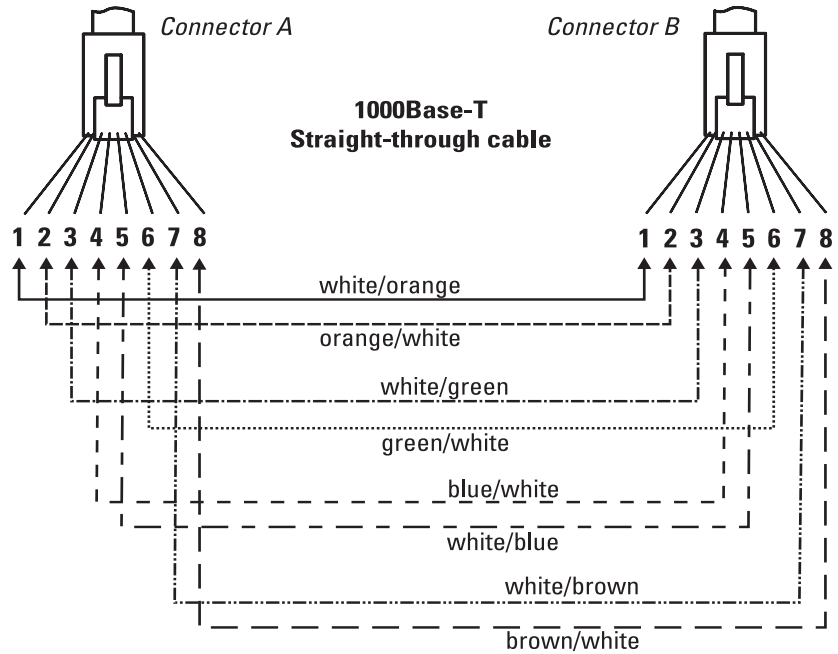 Connector A
Connector B
1000Base-T
Straight-through cable
1 2 3 4 5 6 7 8
1 2 3 4 5 6 7 8
white/orange
orange/white
white/green
green/white
blue/white
white/blue
white/brown
brown/white